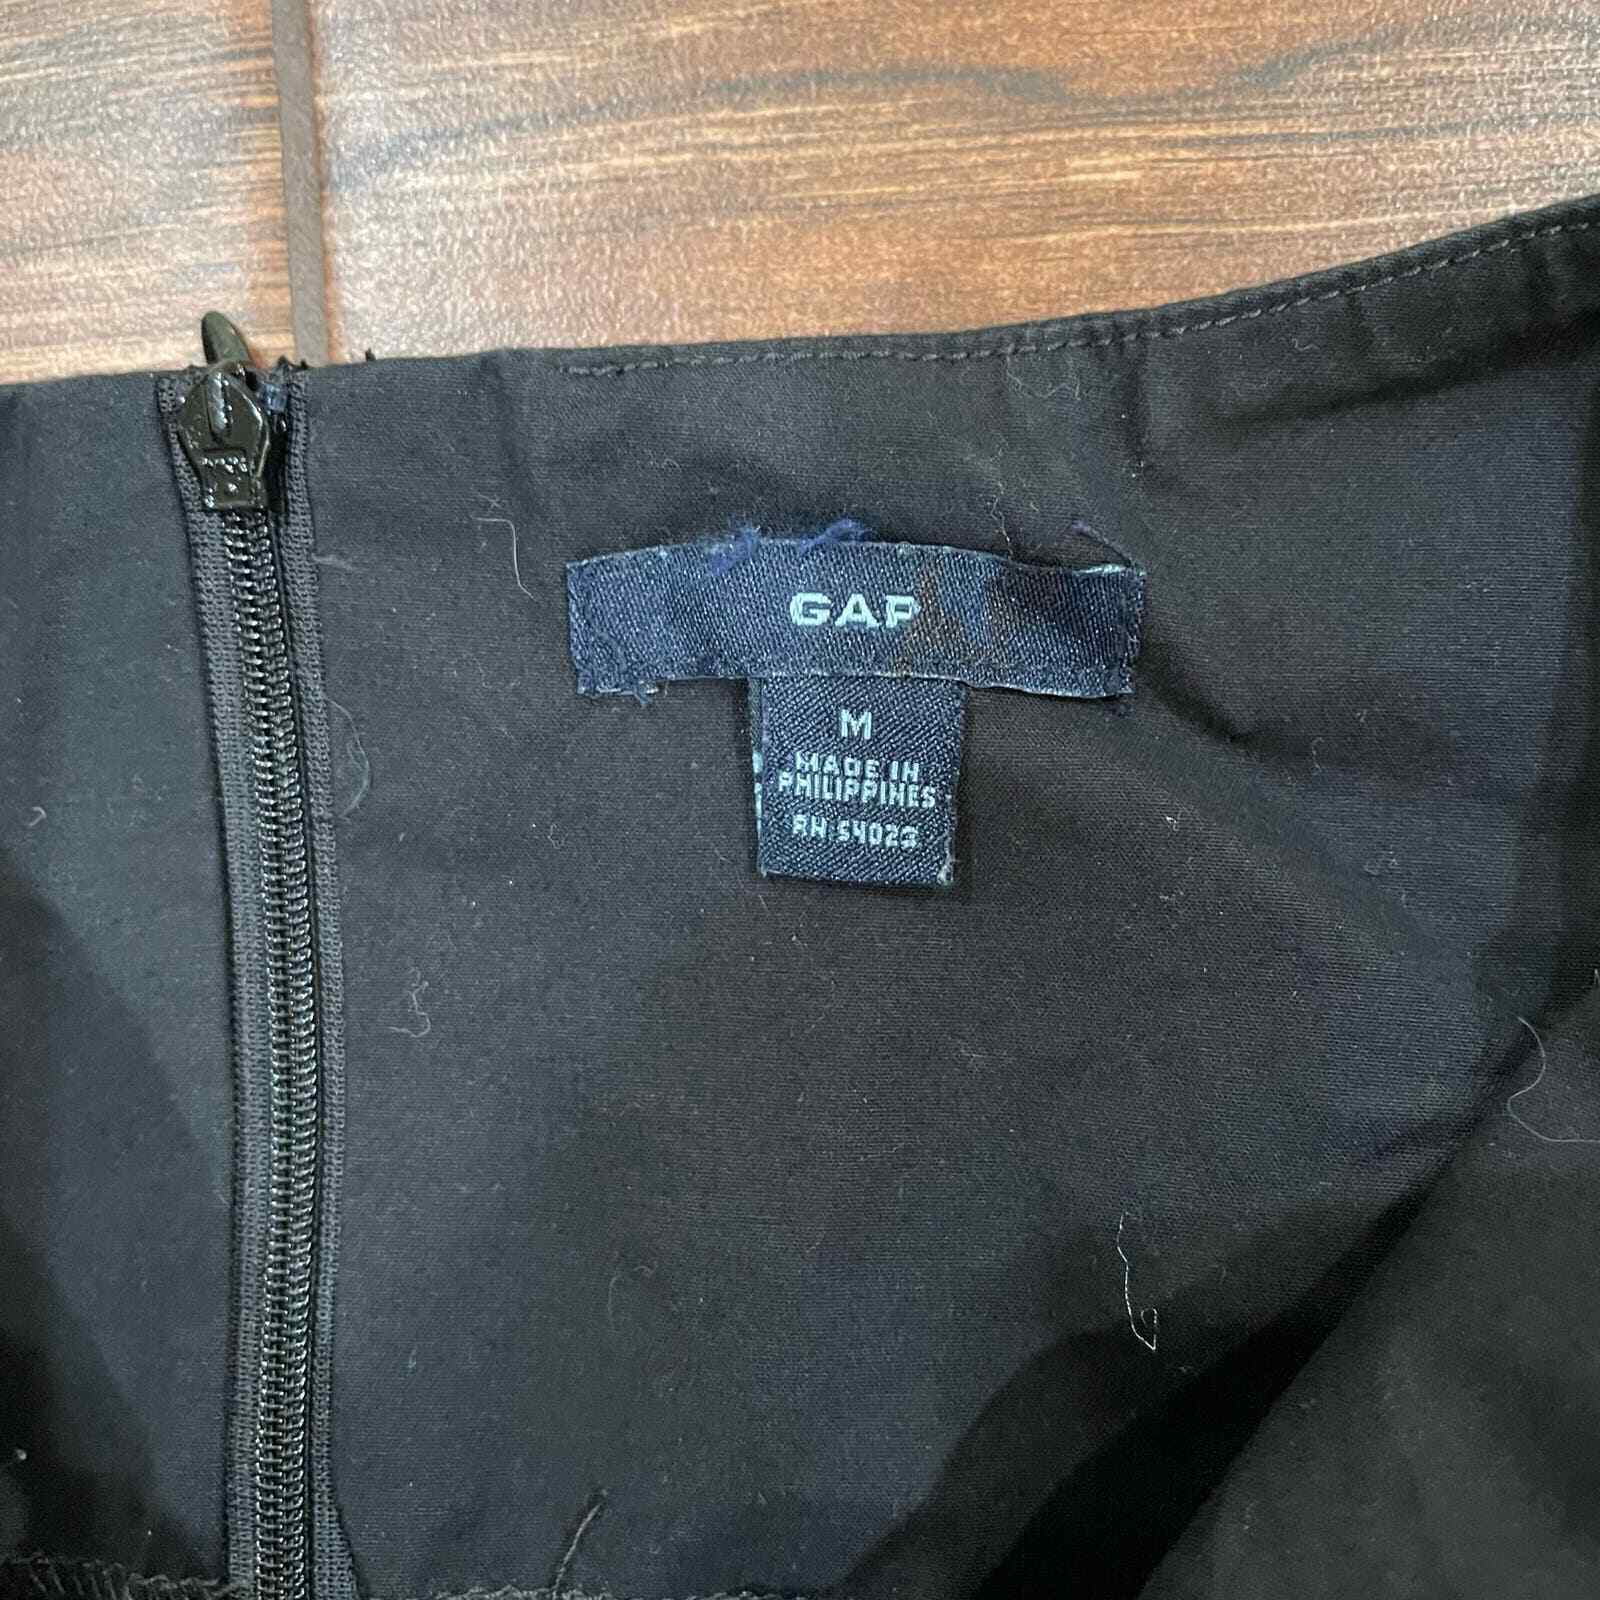 GAP
M
MADE IN
PHILIPPINES
RN 54023